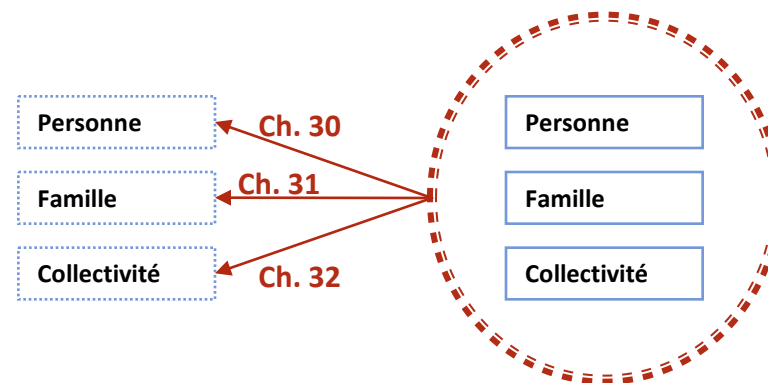 Personne
Ch. 30
Personne
Famille
Ch. 31
Famille
Collectivité
Ch. 32
Collectivité